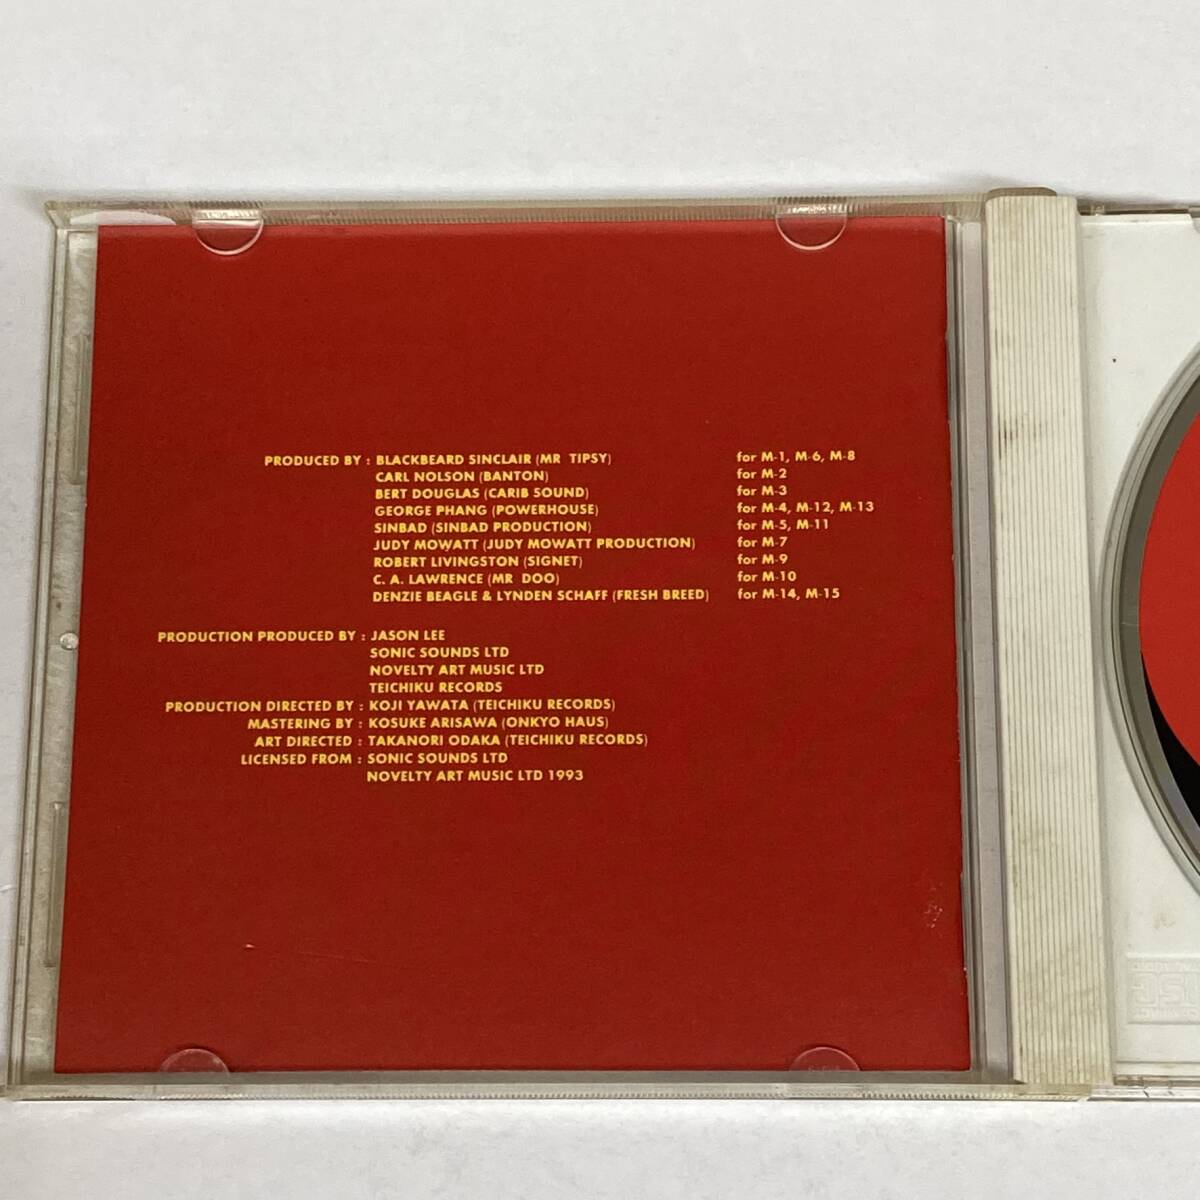 PRODUCED BY : BLACKBEARD SINCLAIR (MR TIPSY) for M-1, M-6, M-8
CARL NOLSON (BANTON) for M-2
BERT DOUGLAS (CARIB SOUND) for M-3
GEORGE PHANG (POWERHOUSE) for M-4, M-12, M-13
SINBAD (SINBAD PRODUCTION) for M-5, M-11
JUDY MOWATT (JUDY MOWATT PRODUCTION) for M-7
ROBERT LIVINGSTON (SIGNET) for M-9
C. A. LAWRENCE (MR DOO) for M-10
DENZIE BEAGLE & LYNDEN SCHAFF (FRESH BREED) for M-14, M-15
PRODUCTION PRODUCED BY : JASON LEE
SONIC SOUNDS LTD
NOVELTY ART MUSIC LTD
TEICHIKU RECORDS
PRODUCTION DIRECTED BY : KOJI YAWATA (TEICHIKU RECORDS)
MASTERING BY : KOSUKE ARISAWA (ONKYO HAUS)
ART DIRECTED : TAKANORI ODAKA (TEICHIKU RECORDS)
LICENSED FROM : SONIC SOUNDS LTD
NOVELTY ART MUSIC LTD 1993